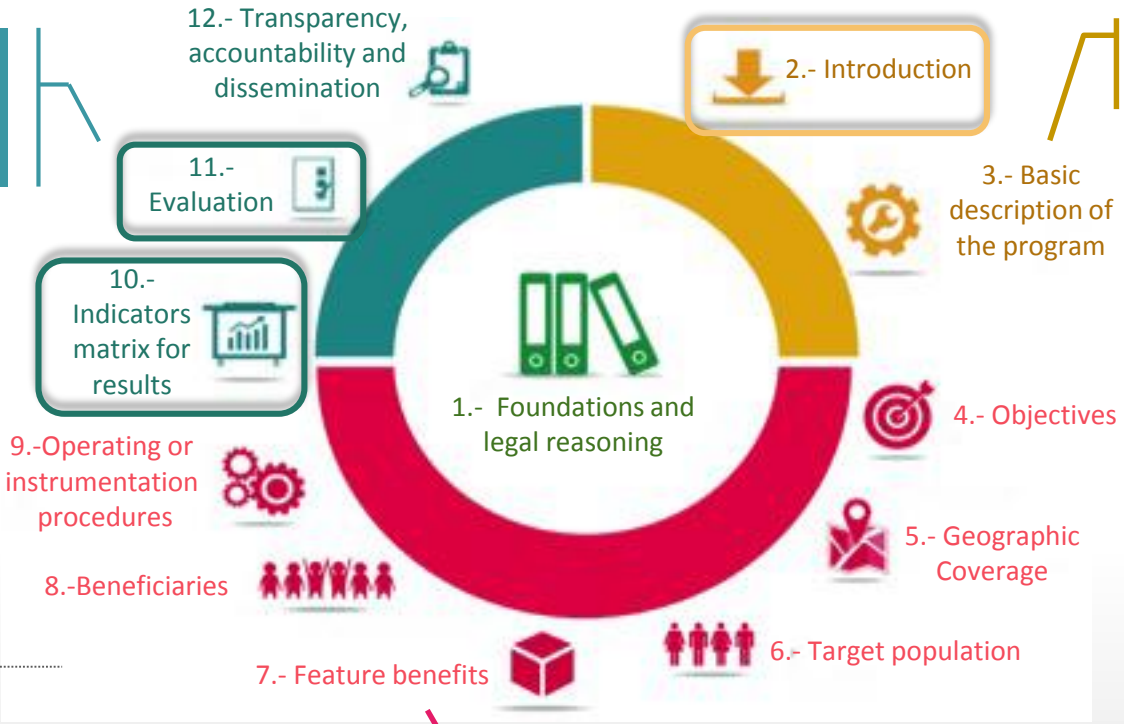 12.- Transparency,
accountability and
dissemination
2.- Introduction
11.-
Evaluation
3.- Basic
description of
the program
10.-
Indicators
matrix for
results
1.-  Foundations and
legal reasoning
4.- Objectives
9.-Operating or
instrumentation
procedures
5.- Geographic
Coverage
8.-Beneficiaries
6.- Target population
7.- Feature benefits